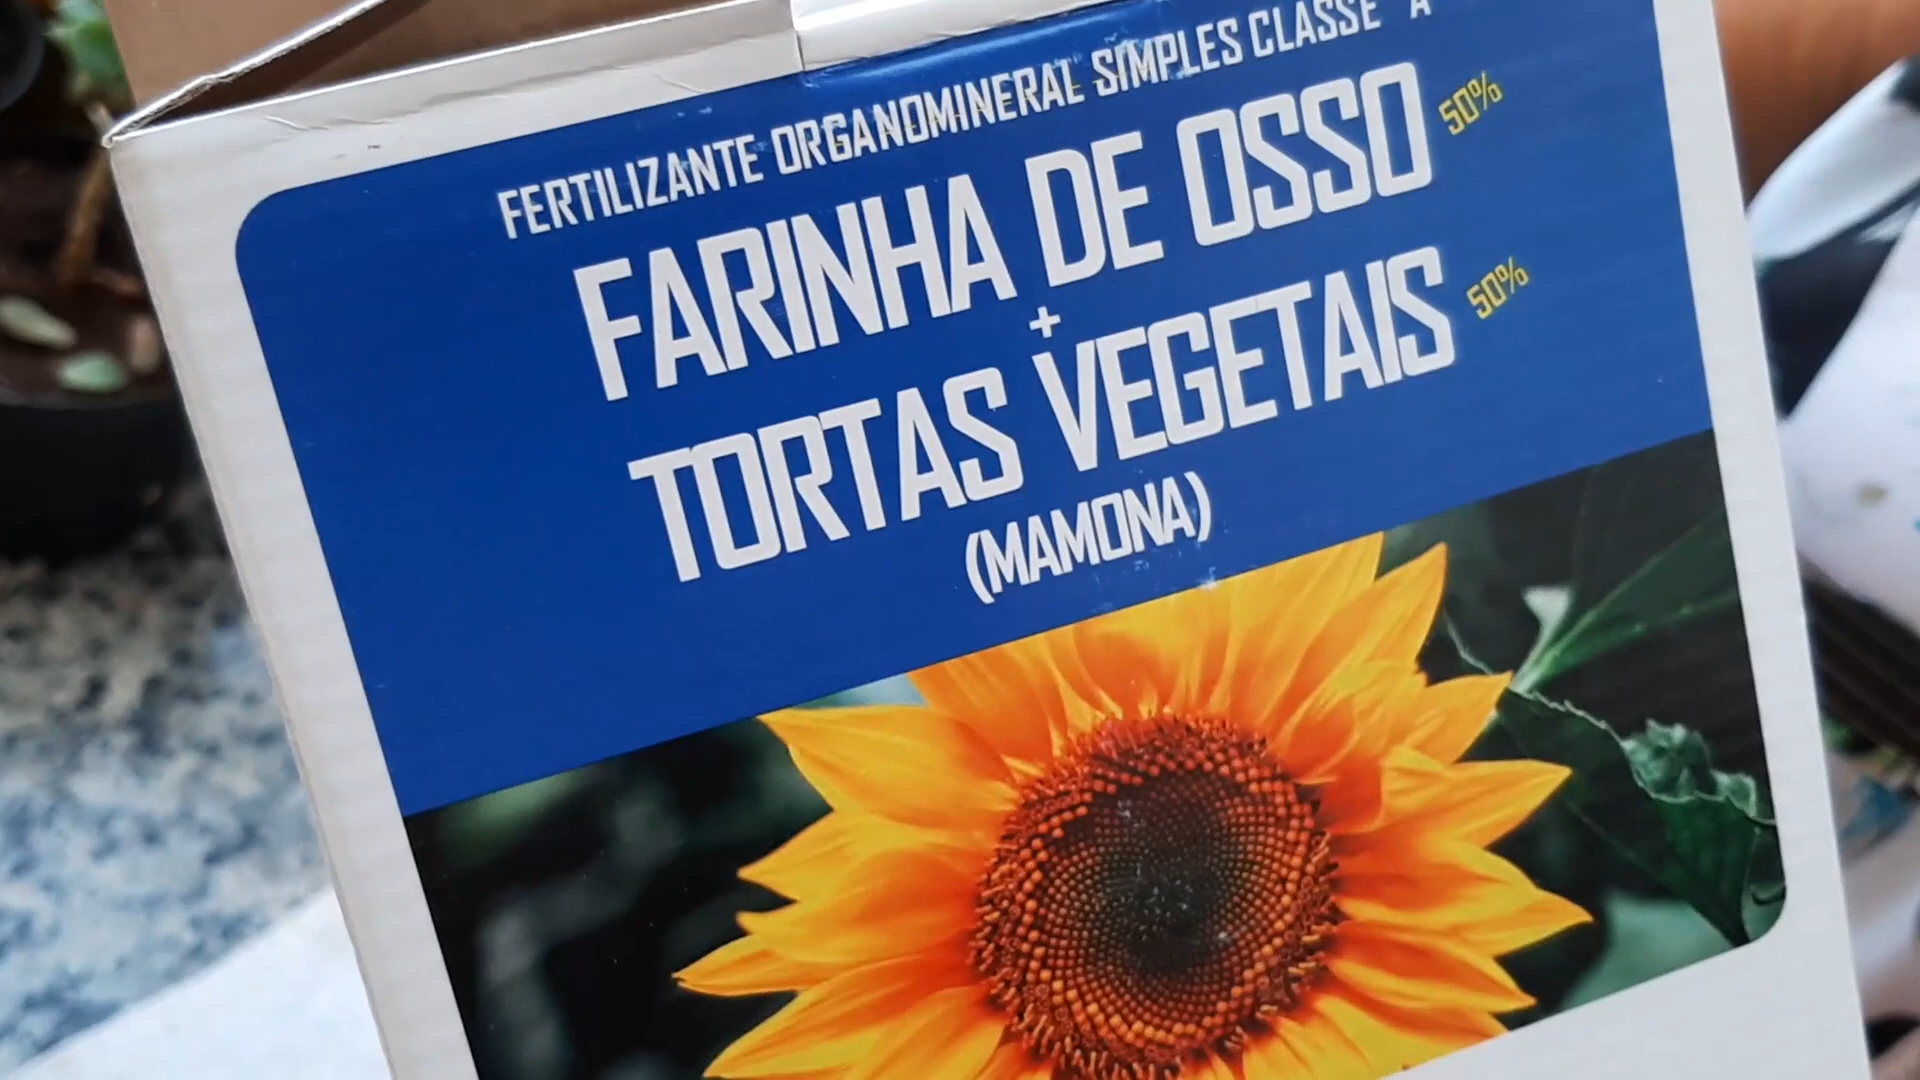 FERTILIZANTE ORGANOMINERAL SIMPLES CLASSE "A"
FARINHA DE OSSO 50%
+
TORTAS VEGETAIS 50%
(MAMONA)